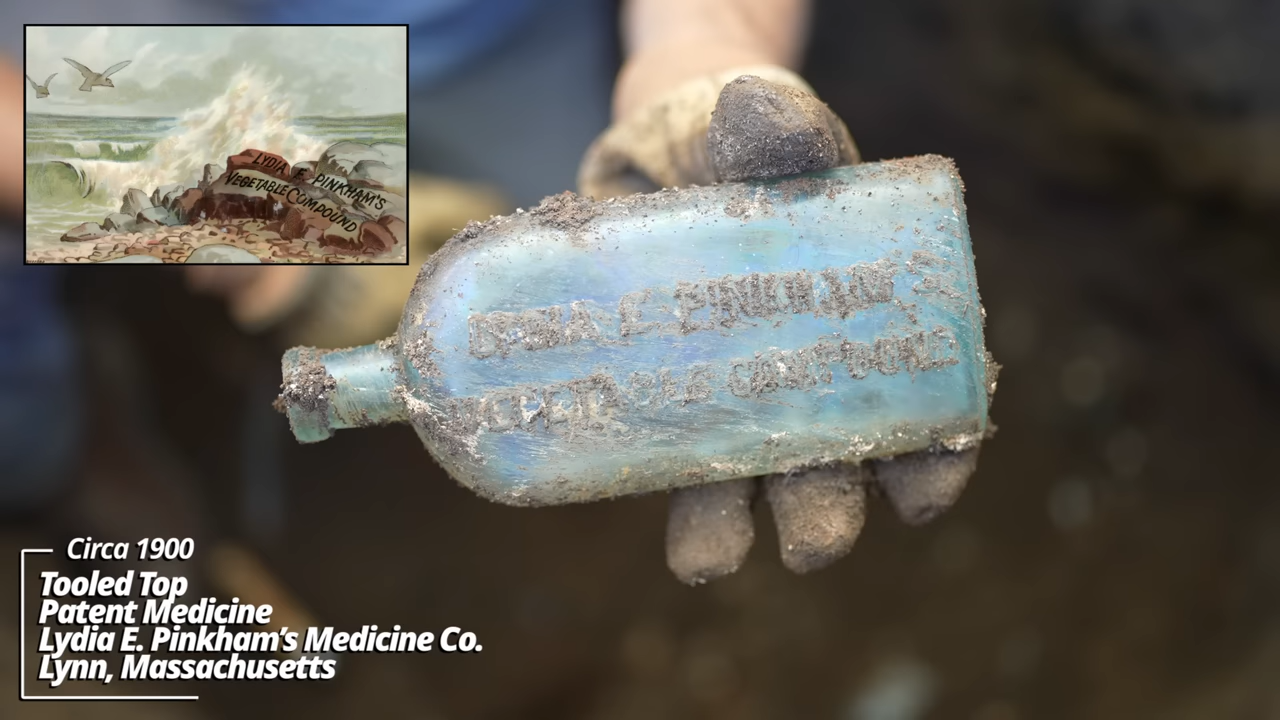 LYDIA E. PINKHAM'S
VEGETABLE COMPOUND
LYDIA E. PINKHAM'S
VEGETABLE COMPOUND
Circa 1900
Tooled Top
Patent Medicine
Lydia E. Pinkham's Medicine Co.
Lynn, Massachusetts